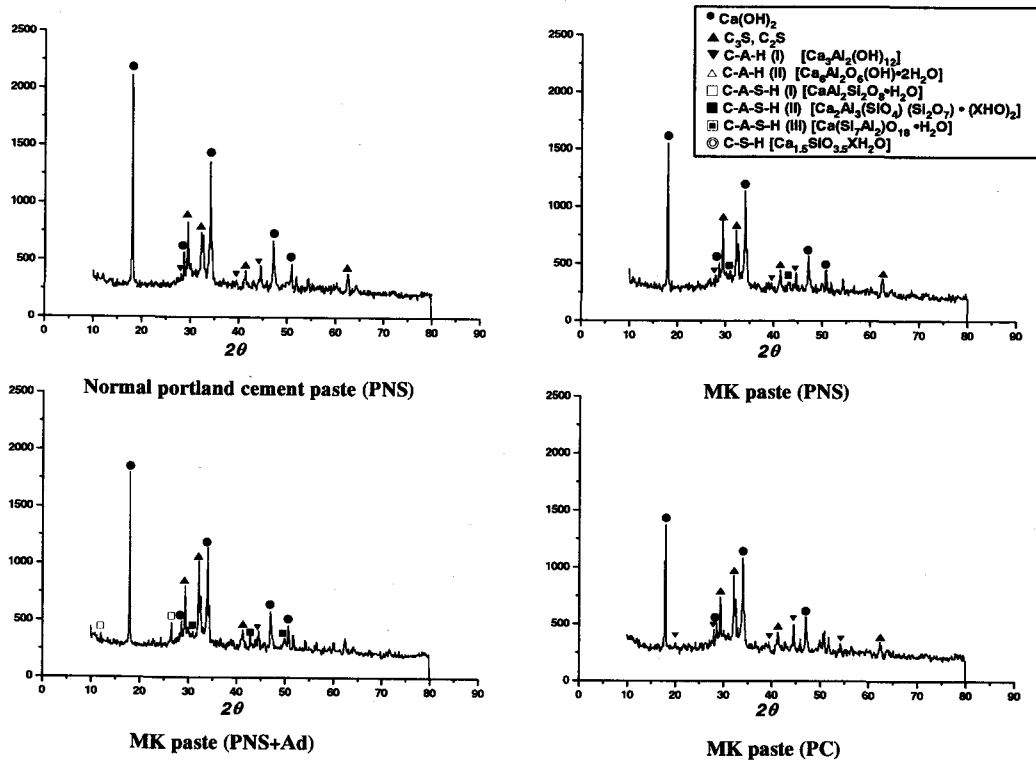 2500
2000
1500
1000
500
0
0 10 20 30 40 50 60 70 80 90
2θ
Normal portland cement paste (PNS)
Ca(OH)2
C3S, C2S
C-A-H (I) [Ca3Al2(OH)12]
C-A-H (II) [Ca6Al2O6(OH)•2H2O]
C-A-S-H (I) [CaAl2Si2O8•H2O]
C-A-S-H (II) [Ca2Al3(SiO4) (Si2O7) • (XHO)2]
C-A-S-H (III) [Ca(Si7Al2)O18 •H2O]
C-S-H [Ca1.5SiO3.5XH2O]
2500
2000
1500
1000
500
0
0 10 20 30 40 50 60 70 80 90
2θ
MK paste (PNS)
2500
2000
1500
1000
500
0
0 10 20 30 40 50 60 70 80 90
2θ
MK paste (PNS+Ad)
2500
2000
1500
1000
500
0
0 10 20 30 40 50 60 70 80 90
2θ
MK paste (PC)